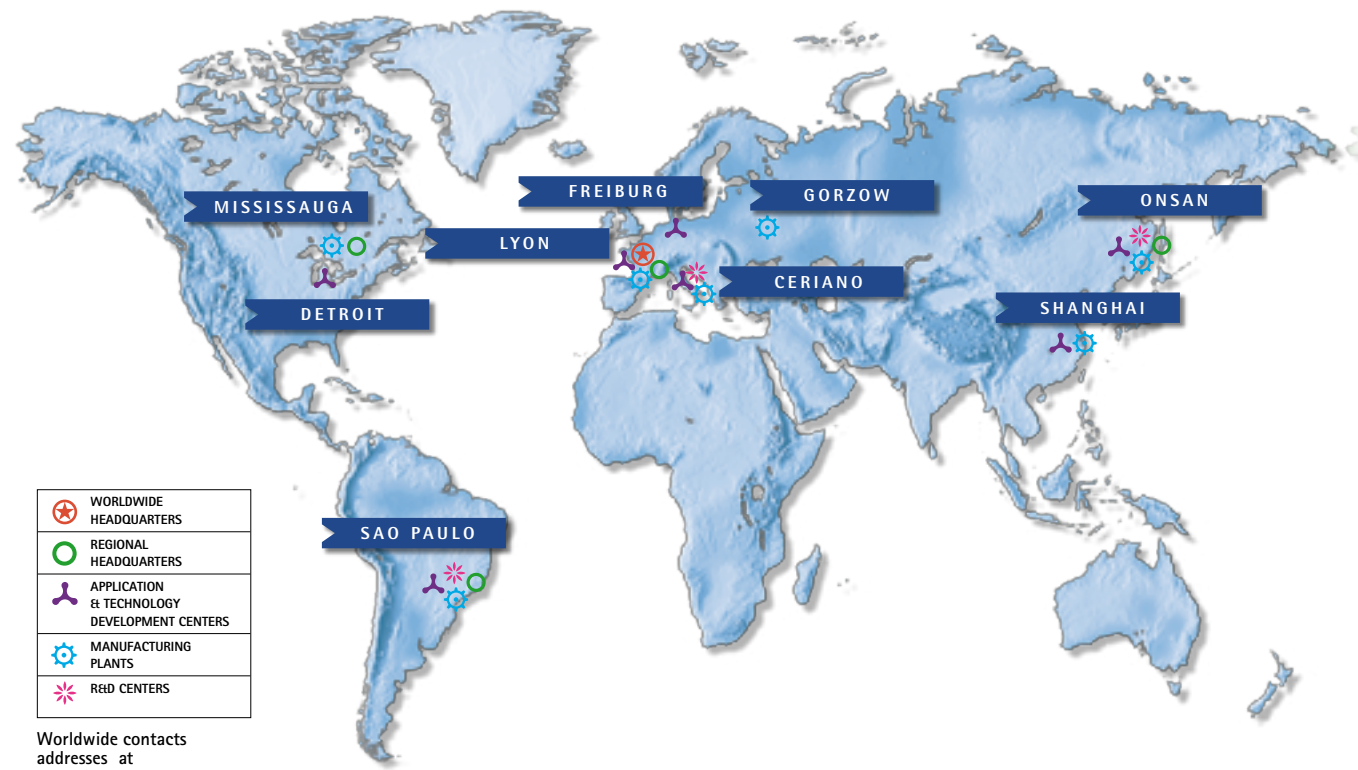 FREIBURG
GORZOW
ONSAN
MISSISSAUGA
LYON
CERIANO
SHANGHAI
DETROIT
SAO PAULO
WORLDWIDE
HEADQUARTERS
REGIONAL
HEADQUARTERS
APPLICATION
& TECHNOLOGY
DEVELOPMENT CENTERS
MANUFACTURING
PLANTS
R&D CENTERS
Worldwide contacts
addresses at